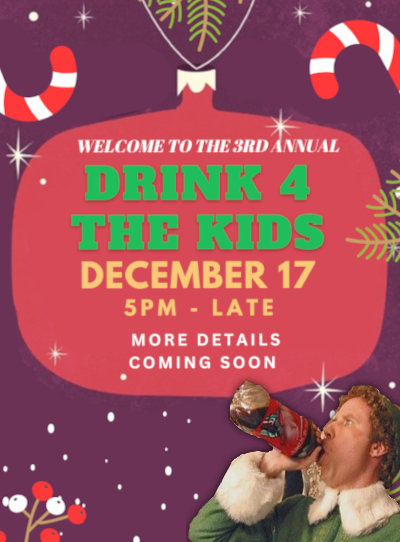 WELCOME TO THE 3RD ANNUAL
DRINK 4
THE KIDS
DECEMBER 17
5PM - LATE
MORE DETAILS
COMING SOON